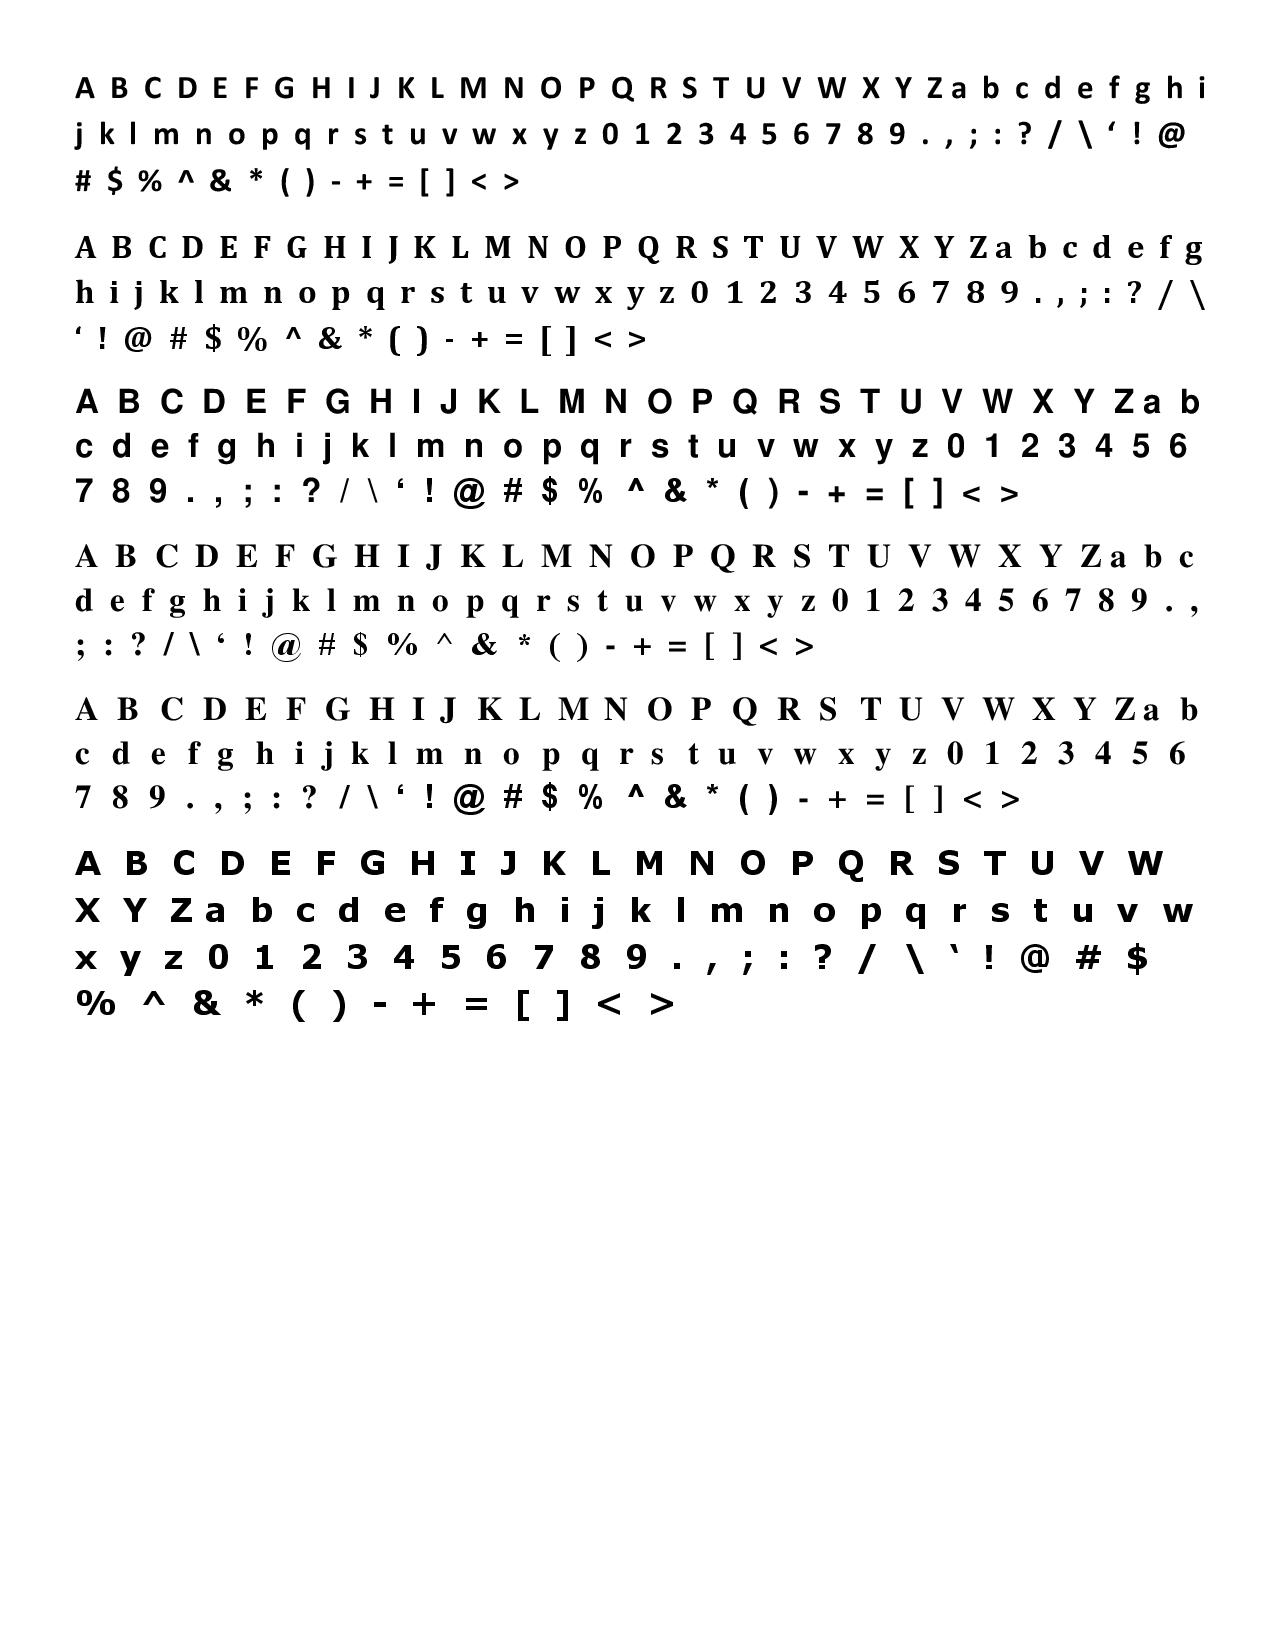 A B C D E F G H I J K L M N O P Q R S T U V W X Y Z a b c d e f g h i
j k l m n o p q r s t u v w x y z 0 1 2 3 4 5 6 7 8 9 . , ; : ? / \ ‘ ! @
# $ % ^ & * ( ) - + = [ ] < >
A B C D E F G H I J K L M N O P Q R S T U V W X Y Z a b c d e f g
h i j k l m n o p q r s t u v w x y z 0 1 2 3 4 5 6 7 8 9 . , ; : ? / \
‘ ! @ # $ % ^ & * ( ) - + = [ ] < >
A B C D E F G H I J K L M N O P Q R S T U V W X Y Z a b
c d e f g h i j k l m n o p q r s t u v w x y z 0 1 2 3 4 5 6
7 8 9 . , ; : ? / \ ‘ ! @ # $ % ^ & * ( ) - + = [ ] < >
A B C D E F G H I J K L M N O P Q R S T U V W X Y Z a b c
d e f g h i j k l m n o p q r s t u v w x y z 0 1 2 3 4 5 6 7 8 9 . ,
; : ? / \ ‘ ! @ # $ % ^ & * ( ) - + = [ ] < >
A B C D E F G H I J K L M N O P Q R S T U V W X Y Z a b
c d e f g h i j k l m n o p q r s t u v w x y z 0 1 2 3 4 5 6
7 8 9 . , ; : ? / \ ‘ ! @ # $ % ^ & * ( ) - + = [ ] < >
A B C D E F G H I J K L M N O P Q R S T U V W
X Y Z a b c d e f g h i j k l m n o p q r s t u v w
x y z 0 1 2 3 4 5 6 7 8 9 . , ; : ? / \ ‘ ! @ # $
% ^ & * ( ) - + = [ ] < >